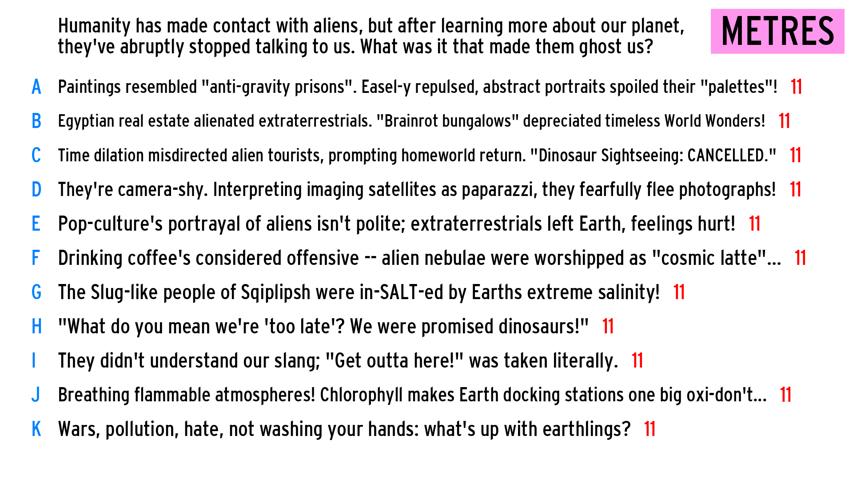 Humanity has made contact with aliens, but after learning more about our planet,
they've abruptly stopped talking to us. What was it that made them ghost us?
METRES
A Paintings resembled "anti-gravity prisons". Easel-y repulsed, abstract portraits spoiled their "palettes"! 11
B Egyptian real estate alienated extraterrestrials. "Brainrot bungalows" depreciated timeless World Wonders! 11
C Time dilation misdirected alien tourists, prompting homeworld return. "Dinosaur Sightseeing: CANCELLED." 11
D They're camera-shy. Interpreting imaging satellites as paparazzi, they fearfully flee photographs! 11
E Pop-culture's portrayal of aliens isn't polite; extraterrestrials left Earth, feelings hurt! 11
F Drinking coffee's considered offensive -- alien nebulae were worshipped as "cosmic latte"... 11
G The Slug-like people of Sqiplipsh were in-SALT-ed by Earths extreme salinity! 11
H "What do you mean we're 'too late'? We were promised dinosaurs!" 11
I They didn't understand our slang; "Get outta here!" was taken literally. 11
J Breathing flammable atmospheres! Chlorophyll makes Earth docking stations one big oxi-don't... 11
K Wars, pollution, hate, not washing your hands: what's up with earthlings? 11